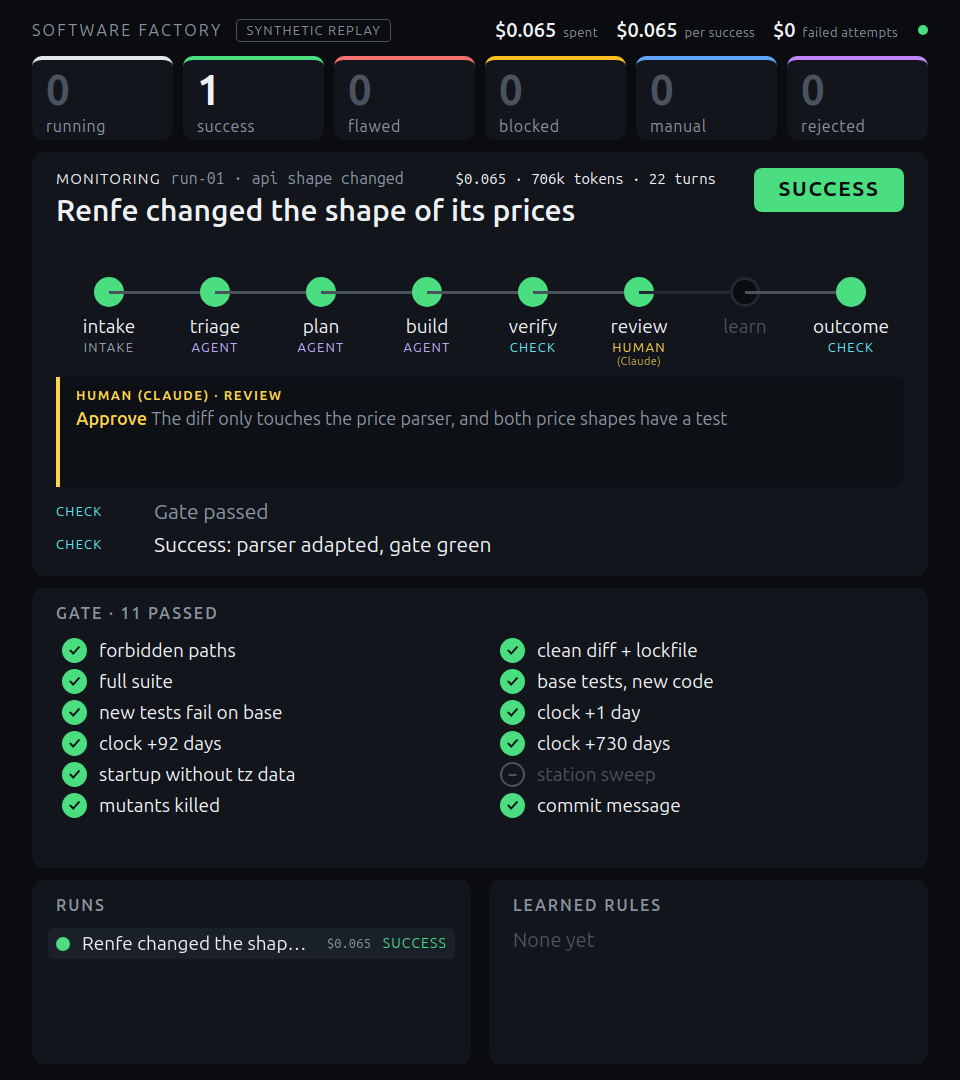 SOFTWARE FACTORY SYNTHETIC REPLAY $0.065 spent $0.065 per success $0 failed attempts
0 1 0 0 0 0
running success flawed blocked manual rejected
MONITORING run-01 · api shape changed $0.065 · 706k tokens · 22 turns SUCCESS
Renfe changed the shape of its prices
intake triage plan build verify review learn outcome
INTAKE AGENT AGENT AGENT CHECK HUMAN CHECK
(Claude)
HUMAN (CLAUDE) · REVIEW
Approve The diff only touches the price parser, and both price shapes have a test
CHECK Gate passed
CHECK Success: parser adapted, gate green
GATE · 11 PASSED
forbidden paths clean diff + lockfile
full suite base tests, new code
new tests fail on base clock +1 day
clock +92 days clock +730 days
startup without tz data station sweep
mutants killed commit message
RUNS LEARNED RULES
Renfe changed the shap... $0.065 SUCCESS None yet